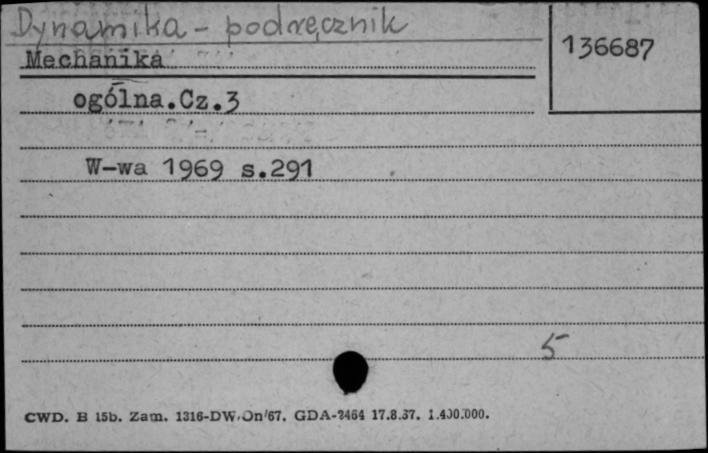 Dynamika - podręcznik
136687
Mechanika
ogólna.Cz.3
W-wa 1969 s.291
5
CWD. B 15b. Zam. 1316-DW/On/67. GDA-2464 17.8.67. 1.400.000.